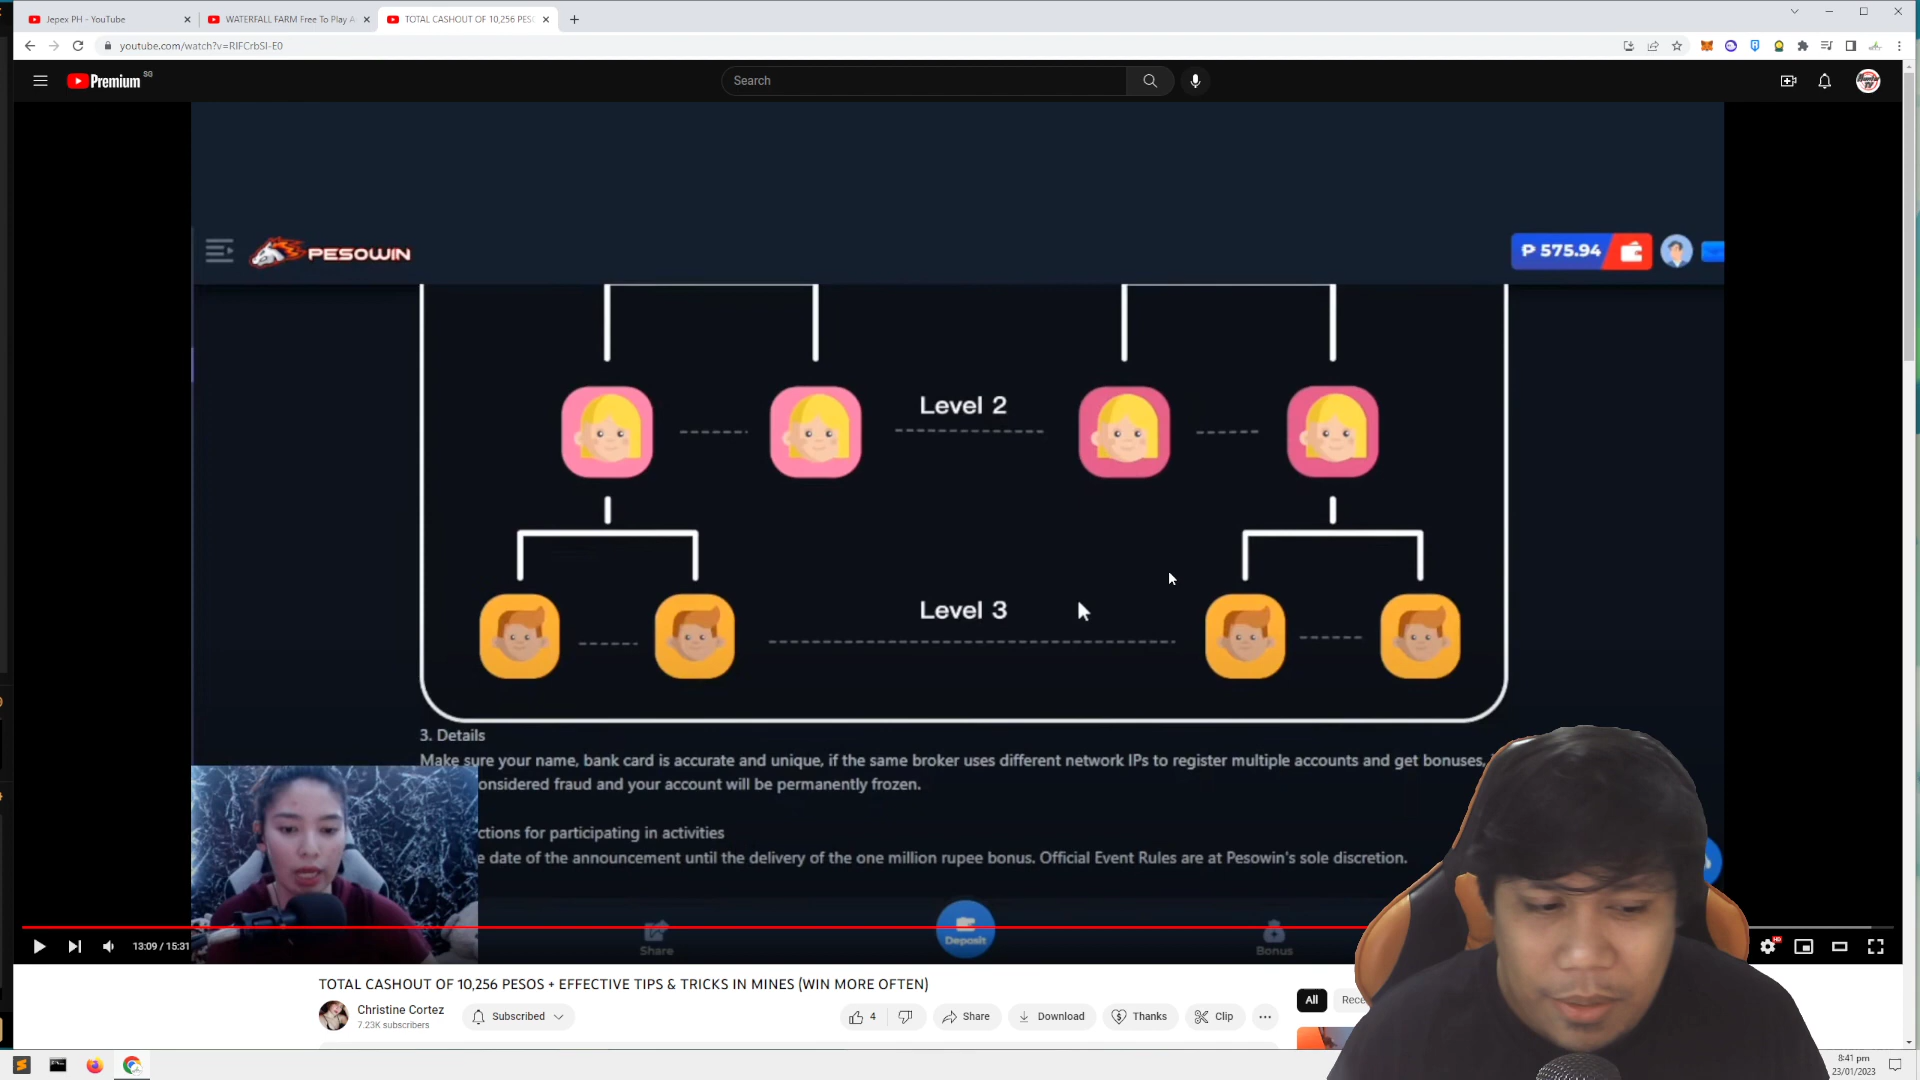 Jepex PH - YouTube
WATERFALL FARM Free To Play A
TOTAL CASHOUT OF 10,256 PES
youtube.com/watch?v=RIFCrbSI-E0
Premium SG
Search
PESOWIN
₱ 575.94
Level 2
Level 3
3. Details
Make sure your name, bank card is accurate and unique, if the same broker uses different network IPs to register multiple accounts and get bonuses,
onsidered fraud and your account will be permanently frozen.
ctions for participating in activities
e date of the announcement until the delivery of the one million rupee bonus. Official Event Rules are at Pesowin's sole discretion.
Share
Deposit
Bonus
13:09 / 15:31
HD
TOTAL CASHOUT OF 10,256 PESOS + EFFECTIVE TIPS & TRICKS IN MINES (WIN MORE OFTEN)
Christine Cortez
7.23K subscribers
Subscribed
4
Share
Download
Thanks
Clip
All
Rece
8:41 pm
23/01/2023